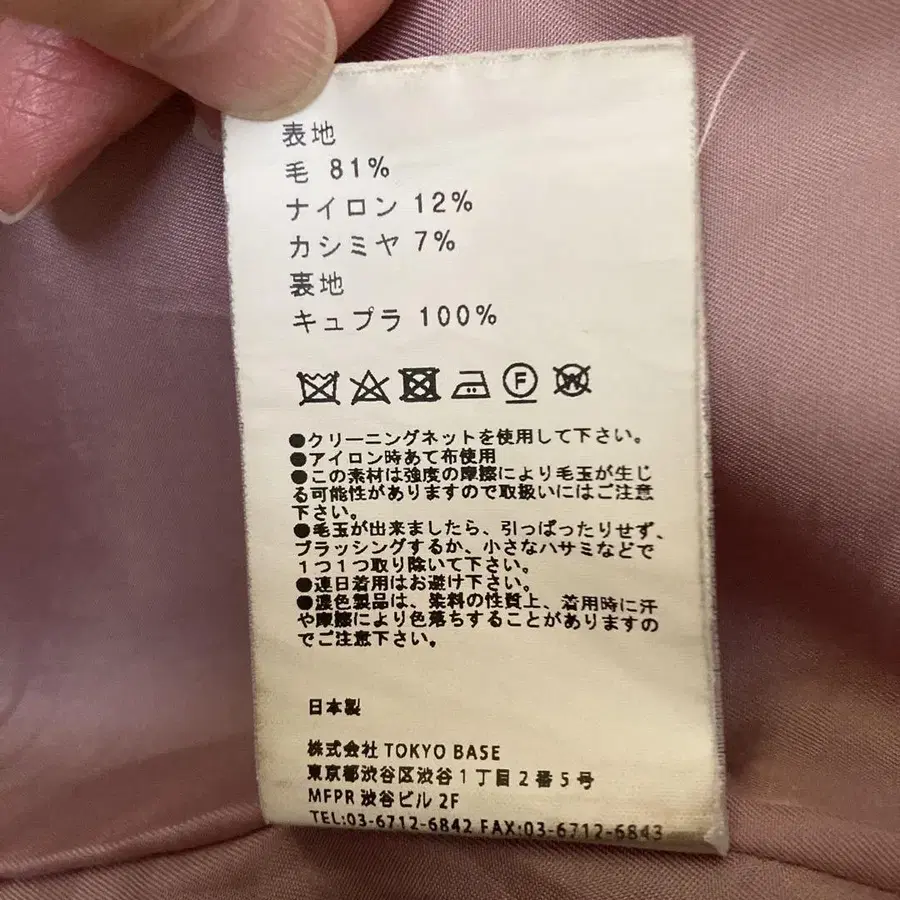 表地
毛 81%
ナイロン 12%
カシミヤ 7%
裏地
キュプラ 100%
F W
●クリーニングネットを使用して下さい。
●アイロン時あて布使用
●この素材は強度の摩擦により毛玉が生じ
る可能性がありますので取扱いにはご注意
下さい。
●毛玉が出来ましたら、引っぱったりせず、
ブラッシングするか、小さなハサミなどで
1つ1つ取り除いて下さい。
●連日着用はお避け下さい。
●濃色製品は、染料の性質上、着用時に汗
や摩擦により色落ちすることがありますの
でご注意下さい。
日本製
株式会社 TOKYO BASE
東京都渋谷区渋谷1丁目2番5号
MFPR 渋谷ビル 2F
TEL:03-6712-6842 FAX:03-6712-6843